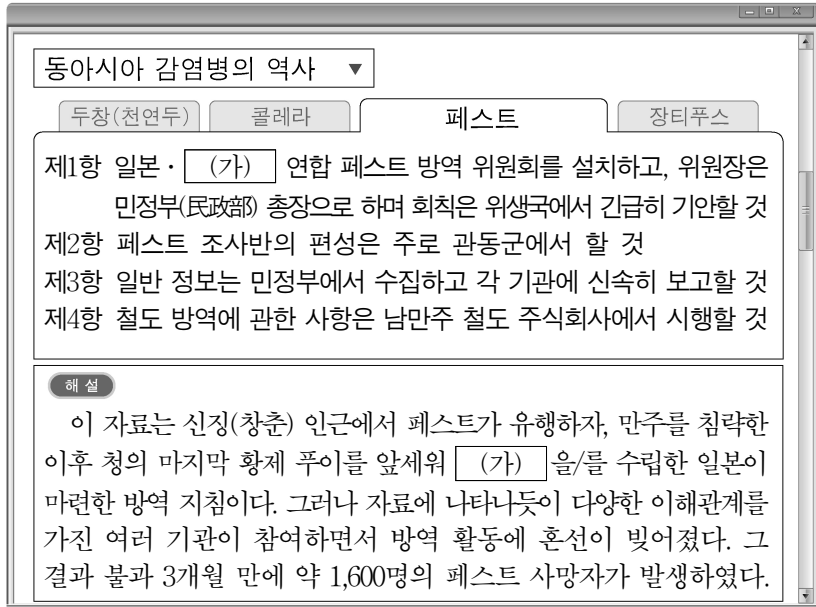 동아시아 감염병의 역사 ▼
두창(천연두) 콜레라 페스트 장티푸스
제1항 일본· (가) 연합 페스트 방역 위원회를 설치하고, 위원장은
민정부(民政部) 총장으로 하며 회칙은 위생국에서 긴급히 기안할 것
제2항 페스트 조사반의 편성은 주로 관동군에서 할 것
제3항 일반 정보는 민정부에서 수집하고 각 기관에 신속히 보고할 것
제4항 철도 방역에 관한 사항은 남만주 철도 주식회사에서 시행할 것
해설
이 자료는 신징(창춘) 인근에서 페스트가 유행하자, 만주를 침략한
이후 청의 마지막 황제 푸이를 앞세워 (가) 을/를 수립한 일본이
마련한 방역 지침이다. 그러나 자료에 나타나듯이 다양한 이해관계를
가진 여러 기관이 참여하면서 방역 활동에 혼선이 빚어졌다. 그
결과 불과 3개월 만에 약 1,600명의 페스트 사망자가 발생하였다.